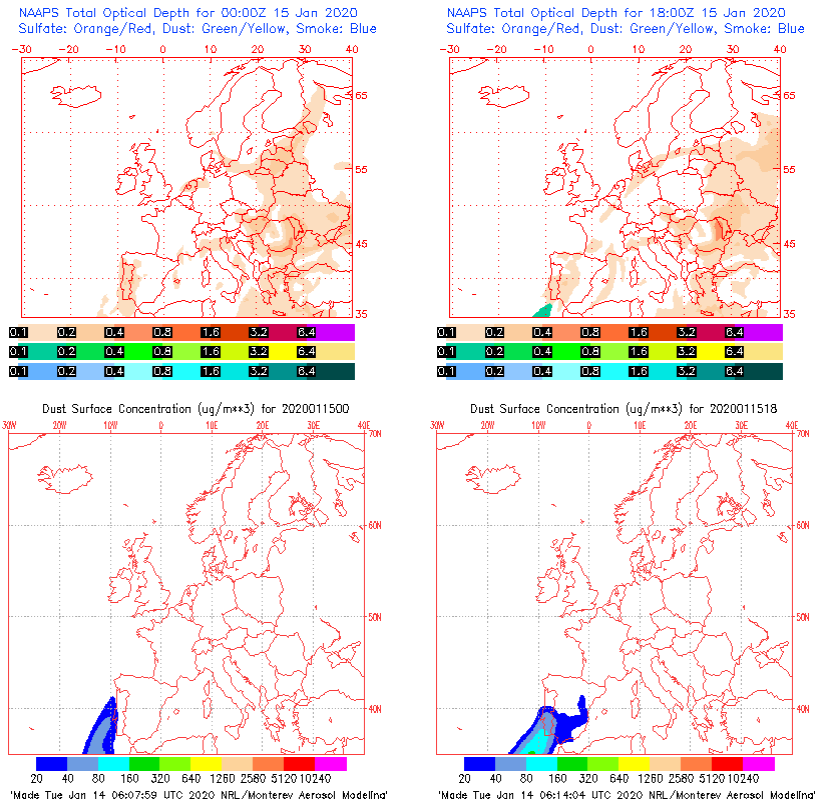 NAAPS Total Optical Depth for 00:00Z 15 Jan 2020
Sulfate: Orange/Red, Dust: Green/Yellow, Smoke: Blue
-30 -20 -10 0 10 20 30 40
65
55
45
35
0.1 0.2 0.4 0.8 1.6 3.2 6.4
0.1 0.2 0.4 0.8 1.6 3.2 6.4
0.1 0.2 0.4 0.8 1.6 3.2 6.4
NAAPS Total Optical Depth for 18:00Z 15 Jan 2020
Sulfate: Orange/Red, Dust: Green/Yellow, Smoke: Blue
-30 -20 -10 0 10 20 30 40
65
55
45
35
0.1 0.2 0.4 0.8 1.6 3.2 6.4
0.1 0.2 0.4 0.8 1.6 3.2 6.4
0.1 0.2 0.4 0.8 1.6 3.2 6.4
Dust Surface Concentration (ug/m**3) for 2020011500
30W 20W 10W 0 10E 20E 30E 40E
70N
60N
50N
40N
20 40 80 160 320 640 1260 2580 5120 10240
'Made Tue Jan 14 06:07:59 UTC 2020 NRL/Monterey Aerosol Modeling'
Dust Surface Concentration (ug/m**3) for 2020011518
30W 20W 10W 0 10E 20E 30E 40E
70N
60N
50N
40N
20 40 80 160 320 640 1260 2580 5120 10240
'Made Tue Jan 14 06:14:04 UTC 2020 NRL/Monterey Aerosol Modeling'